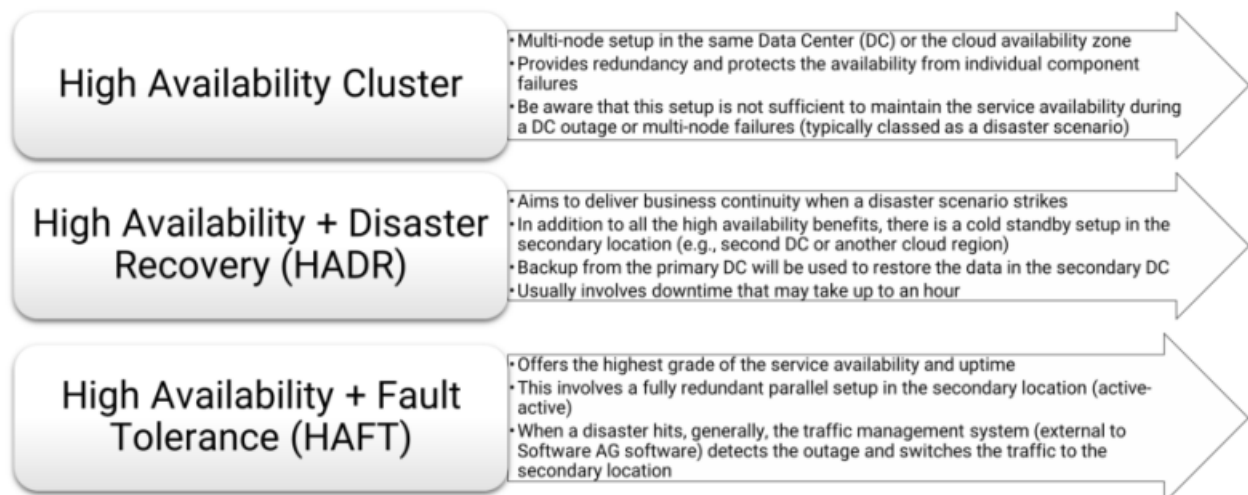 High Availability Cluster
• Multi-node setup in the same Data Center (DC) or the cloud availability zone
• Provides redundancy and protects the availability from individual component
failures
• Be aware that this setup is not sufficient to maintain the service availability during
a DC outage or multi-node failures (typically classed as a disaster scenario)
High Availability + Disaster
Recovery (HADR)
• Aims to deliver business continuity when a disaster scenario strikes
• In addition to all the high availability benefits, there is a cold standby setup in the
secondary location (e.g., second DC or another cloud region)
• Backup from the primary DC will be used to restore the data in the secondary DC
• Usually involves downtime that may take up to an hour
High Availability + Fault
Tolerance (HAFT)
• Offers the highest grade of the service availability and uptime
• This involves a fully redundant parallel setup in the secondary location (active-
active)
• When a disaster hits, generally, the traffic management system (external to
Software AG software) detects the outage and switches the traffic to the
secondary location